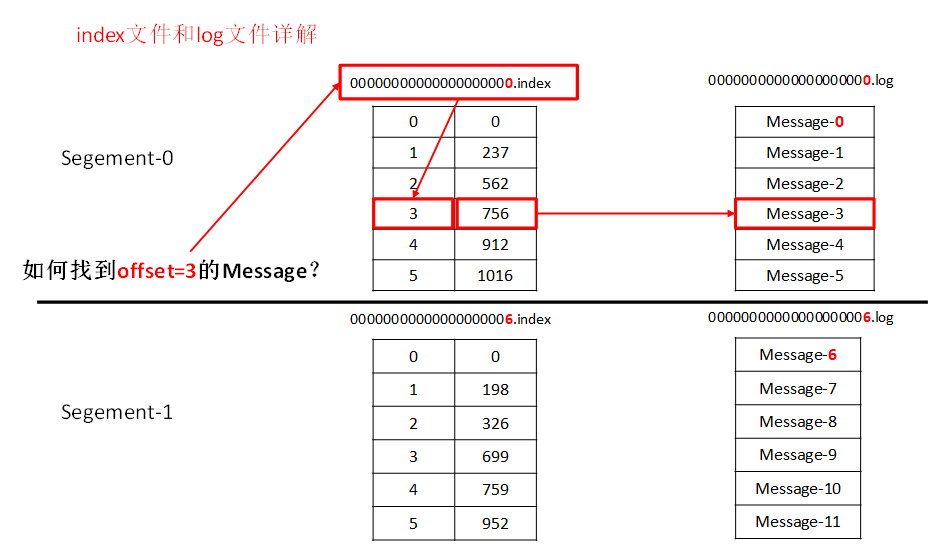 index文件和log文件详解
00000000000000000000.index
00000000000000000000.log
Segement-0
0 0 Message-0
1 237 Message-1
2 562 Message-2
3 756 Message-3
4 912 Message-4
5 1016 Message-5
如何找到offset=3的Message？
00000000000000000006.index
00000000000000000006.log
Segement-1
0 0 Message-6
1 198 Message-7
2 326 Message-8
3 699 Message-9
4 759 Message-10
5 952 Message-11